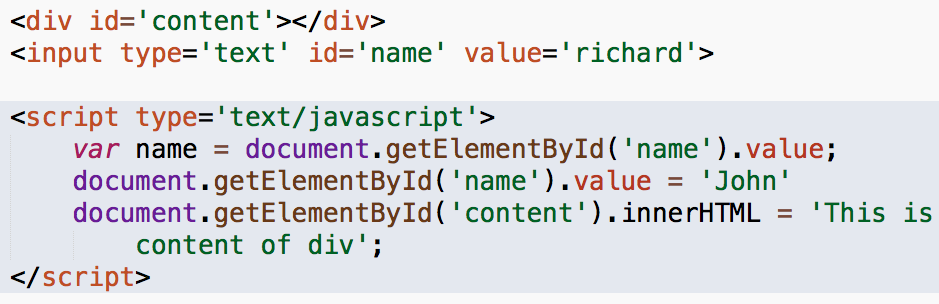 <div id='content'></div>
<input type='text' id='name' value='richard'>
<script type='text/javascript'>
var name = document.getElementById('name').value;
document.getElementById('name').value = 'John'
document.getElementById('content').innerHTML = 'This is
content of div';
</script>